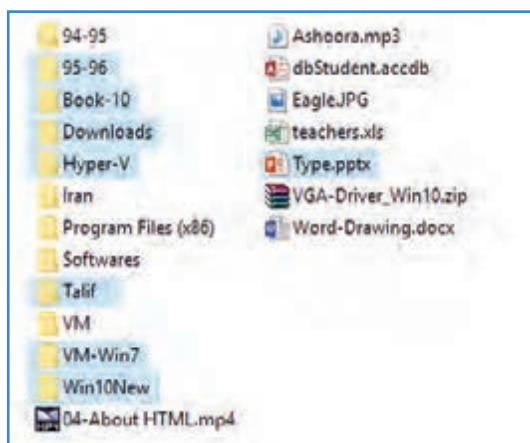 94-95
95-96
Book-10
Downloads
Hyper-V
Iran
Program Files (x86)
Softwares
Talif
VM
VM-Win7
Win10New
04-About HTML.mp4
Ashoora.mp3
dbStudent.accdb
EagleJPG
teachers.xls
Type.pptx
VGA-Driver_Win10.zip
Word-Drawing.docx